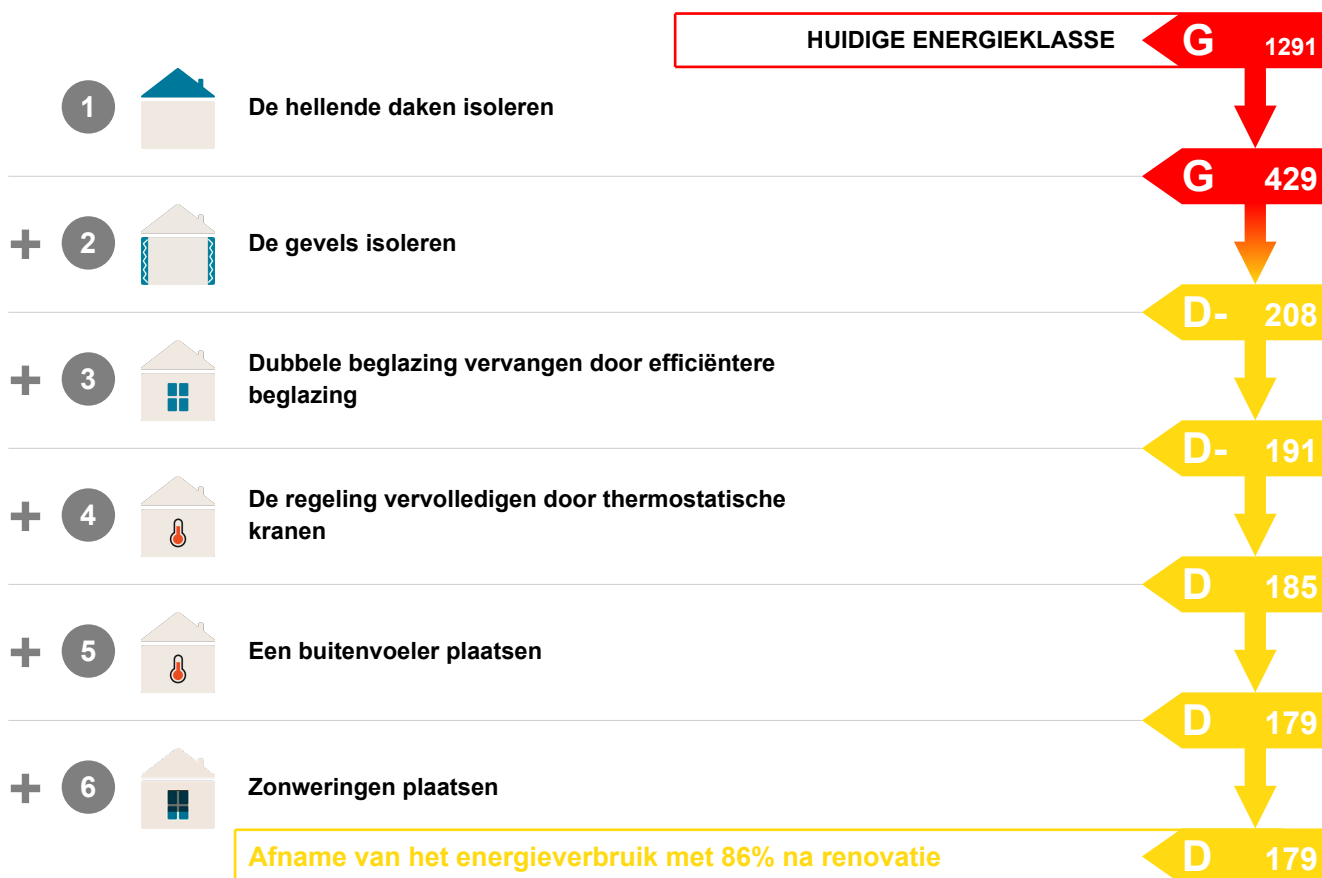 HUIDIGE ENERGIEKLASSE G 1291
1 De hellende daken isoleren
G 429
+ 2 De gevels isoleren
D- 208
+ 3 Dubbele beglazing vervangen door efficiëntere
beglazing
D- 191
+ 4 De regeling vervolledigen door thermostatische
kranen
D 185
+ 5 Een buitenvoeler plaatsen
D 179
+ 6 Zonweringen plaatsen
Afname van het energieverbruik met 86% na renovatie D 179